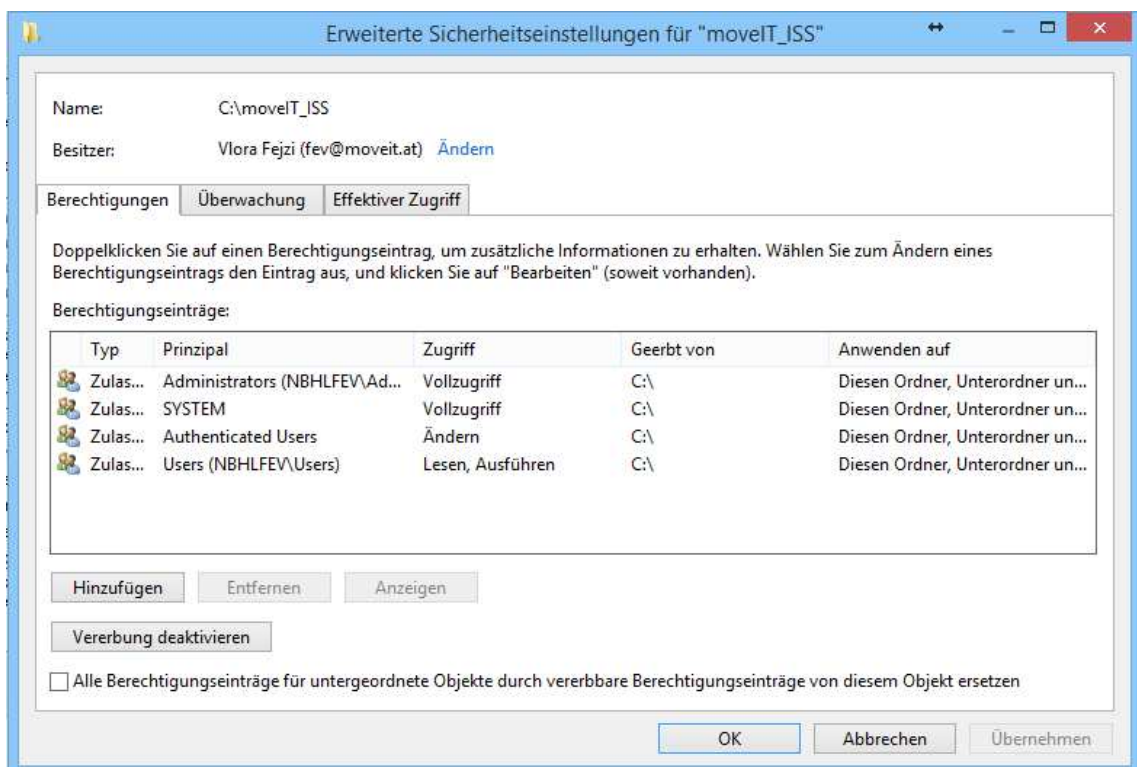 Erweiterte Sicherheitseinstellungen für "moveIT_ISS"
Name: C:\moveIT_ISS
Besitzer: Vlora Fejzi (fev@moveit.at) Ändern
Berechtigungen Überwachung Effektiver Zugriff
Doppelklicken Sie auf einen Berechtigungseintrag, um zusätzliche Informationen zu erhalten. Wählen Sie zum Ändern eines
Berechtigungseintrags den Eintrag aus, und klicken Sie auf "Bearbeiten" (soweit vorhanden).
Berechtigungseinträge:
Typ Prinzipal Zugriff Geerbt von Anwenden auf
Zulas... Administrators (NBHLFEV\Ad... Vollzugriff C:\ Diesen Ordner, Unterordner un...
Zulas... SYSTEM Vollzugriff C:\ Diesen Ordner, Unterordner un...
Zulas... Authenticated Users Ändern C:\ Diesen Ordner, Unterordner un...
Zulas... Users (NBHLFEV\Users) Lesen, Ausführen C:\ Diesen Ordner, Unterordner un...
Hinzufügen Entfernen Anzeigen
Vererbung deaktivieren
Alle Berechtigungseinträge für untergeordnete Objekte durch vererbbare Berechtigungseinträge von diesem Objekt ersetzen
OK Abbrechen Übernehmen